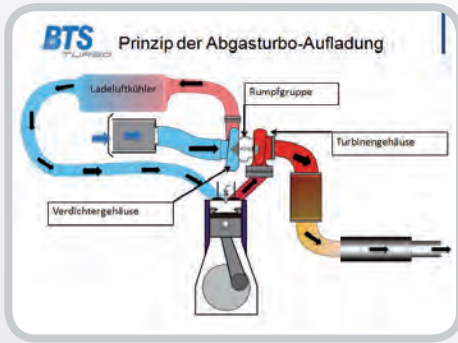 BTS
TURBO
Prinzip der Abgasturbo-Aufladung
Ladeluftkühler
Rumpfgruppe
Turbinengehäuse
Verdichtergehäuse